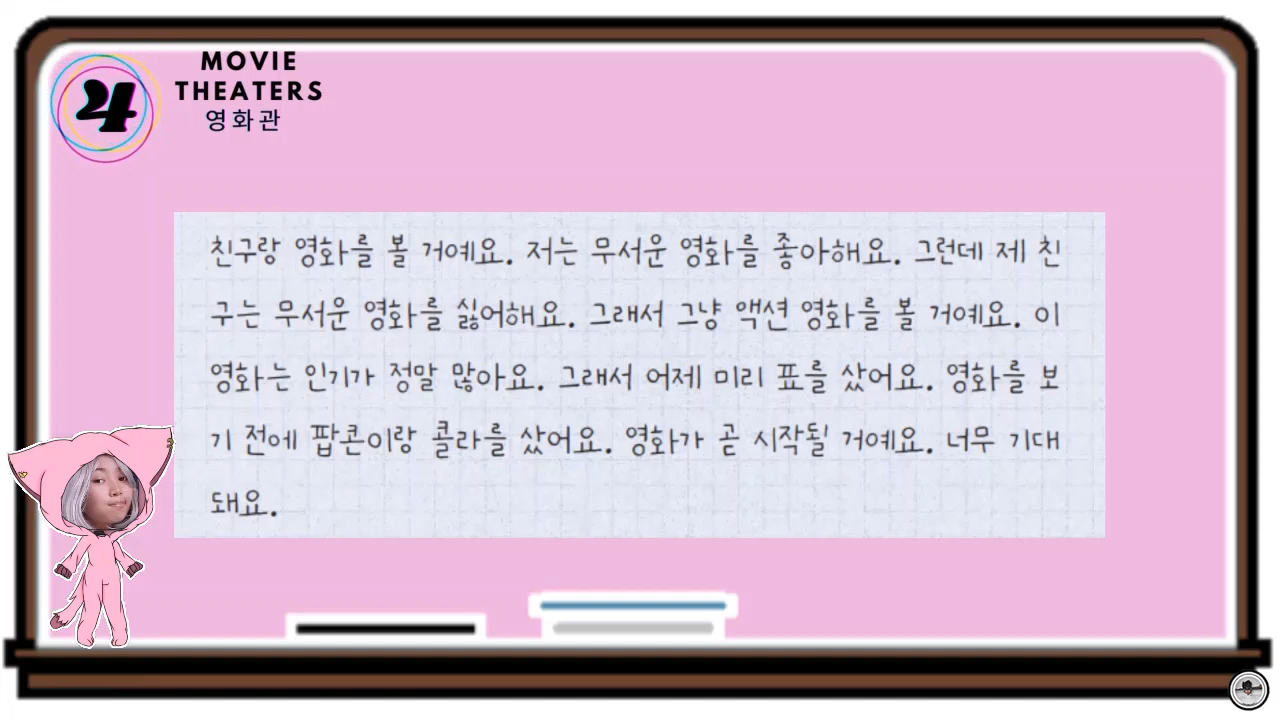 4
MOVIE
THEATERS
영화관
친구랑 영화를 볼 거예요. 저는 무서운 영화를 좋아해요. 그런데 제 친
구는 무서운 영화를 싫어해요. 그래서 그냥 액션 영화를 볼 거예요. 이
영화는 인기가 정말 많아요. 그래서 어제 미리 표를 샀어요. 영화를 보
기 전에 팝콘이랑 콜라를 샀어요. 영화가 곧 시작될 거예요. 너무 기대
돼요.